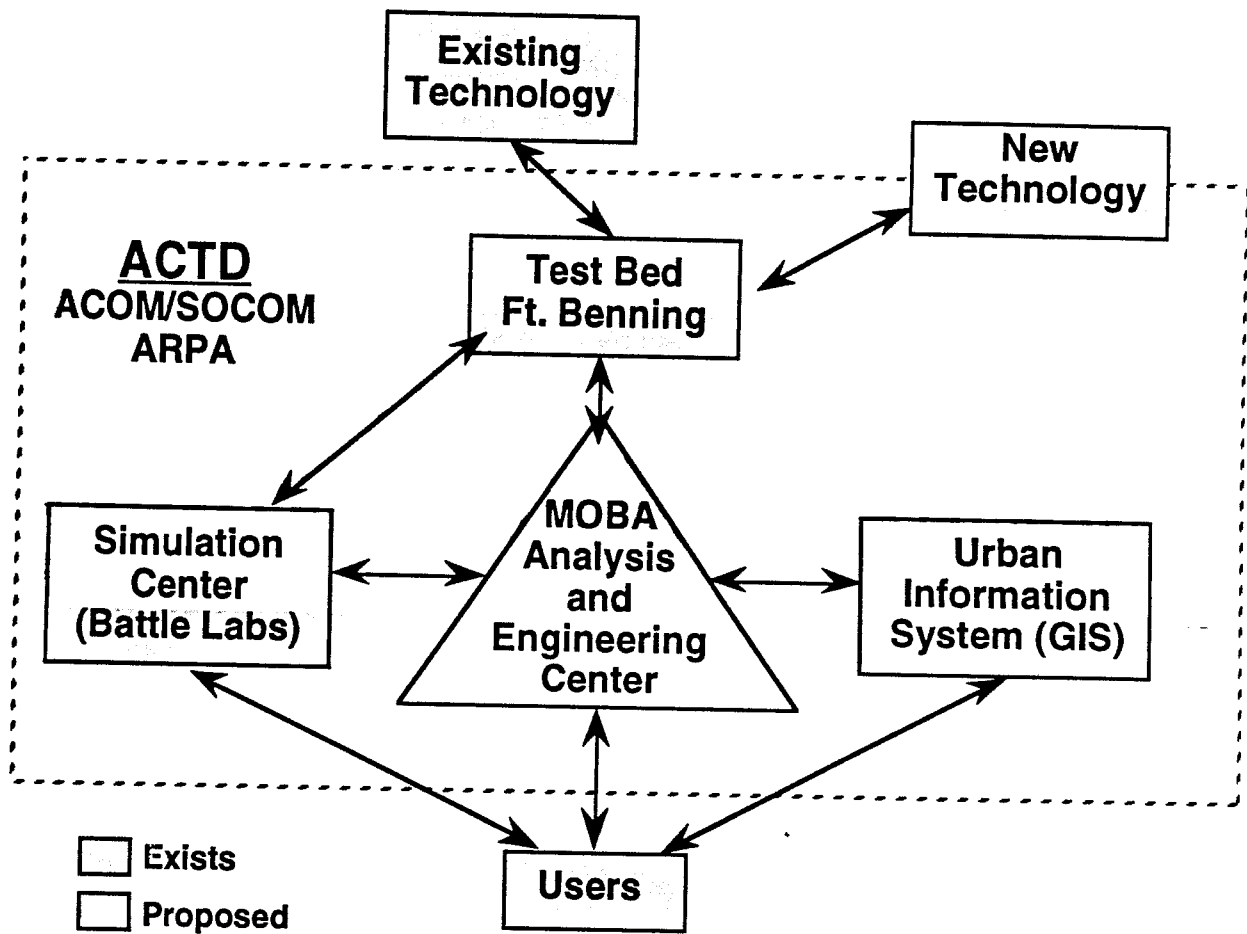 Existing
Technology
New
Technology
ACTD
ACOM/SOCOM
ARPA
Test Bed
Ft. Benning
Simulation
Center
(Battle Labs)
MOBA
Analysis
and
Engineering
Center
Urban
Information
System (GIS)
Exists
Proposed
Users